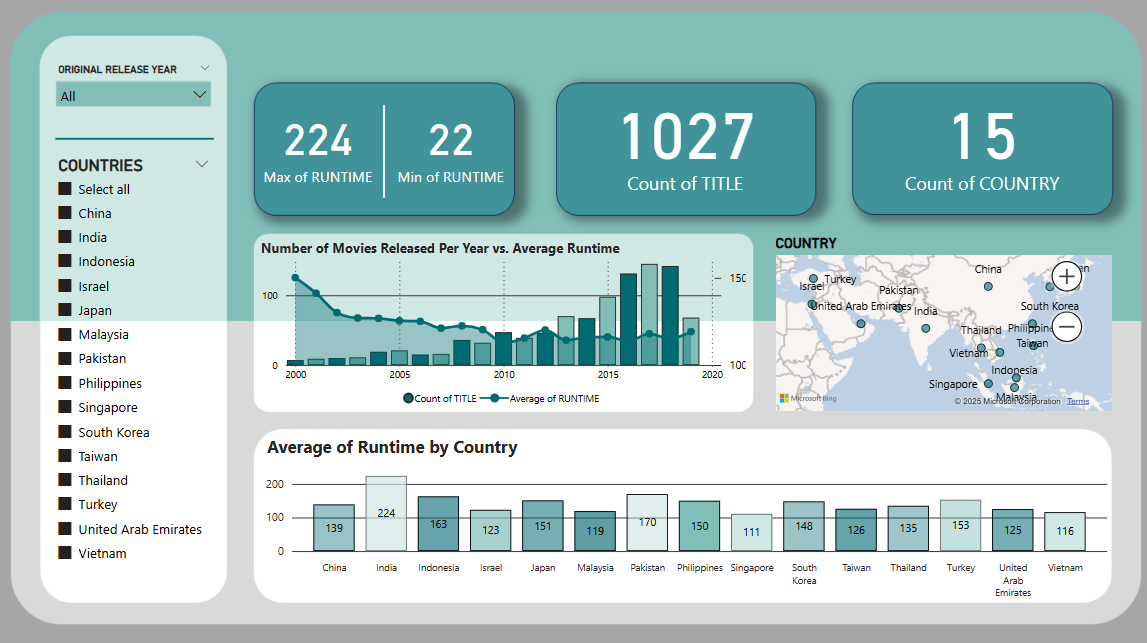 ORIGINAL RELEASE YEAR
All
COUNTRIES
Select all
China
India
Indonesia
Israel
Japan
Malaysia
Pakistan
Philippines
Singapore
South Korea
Taiwan
Thailand
Turkey
United Arab Emirates
Vietnam
224
Max of RUNTIME
22
Min of RUNTIME
1027
Count of TITLE
15
Count of COUNTRY
Number of Movies Released Per Year vs. Average Runtime
100
0
150
100
2000 2005 2010 2015 2020
Count of TITLE Average of RUNTIME
COUNTRY
China
Turkey
Israel
Pakistan
United Arab Emirates
India
South Korea
Thailand
Taiwan
Vietnam
Indonesia
Singapore
Malaysia
Microsoft Bing
© 2025 Microsoft Corporation Terms
Average of Runtime by Country
200
100
0
139 224 163 123 151 119 170 150 111 148 126 135 153 125 116
China India Indonesia Israel Japan Malaysia Pakistan Philippines Singapore South Korea Taiwan Thailand Turkey United Arab Emirates Vietnam